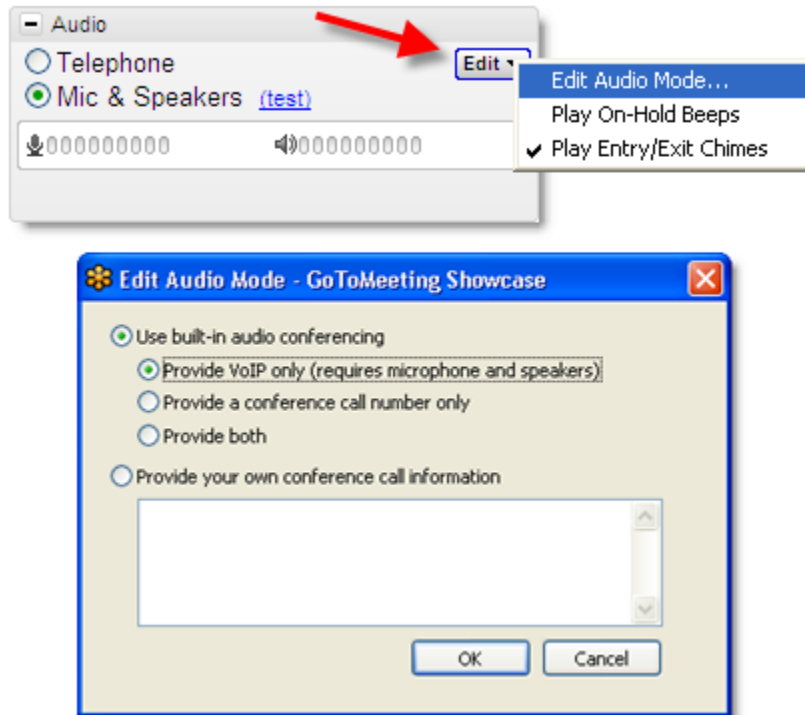 Audio
Telephone
Edit
Mic & Speakers (test)
000000000 000000000
Edit Audio Mode...
Play On-Hold Beeps
Play Entry/Exit Chimes
Edit Audio Mode - GoToMeeting Showcase
Use built-in audio conferencing
Provide VoIP only (requires microphone and speakers)
Provide a conference call number only
Provide both
Provide your own conference call information
OK Cancel